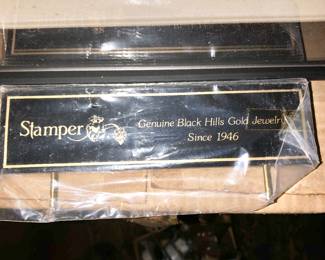 Stamper
Genuine Black Hills Gold Jewelry
Since 1946